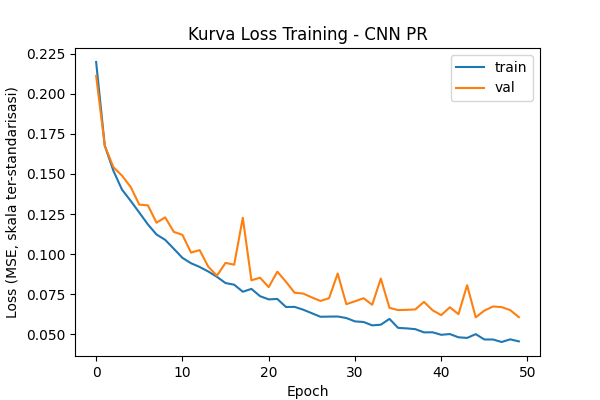 Kurva Loss Training - CNN PR
Loss (MSE, skala ter-standarisasi)
0.225
0.200
0.175
0.150
0.125
0.100
0.075
0.050
train
val
0 10 20 30 40 50
Epoch